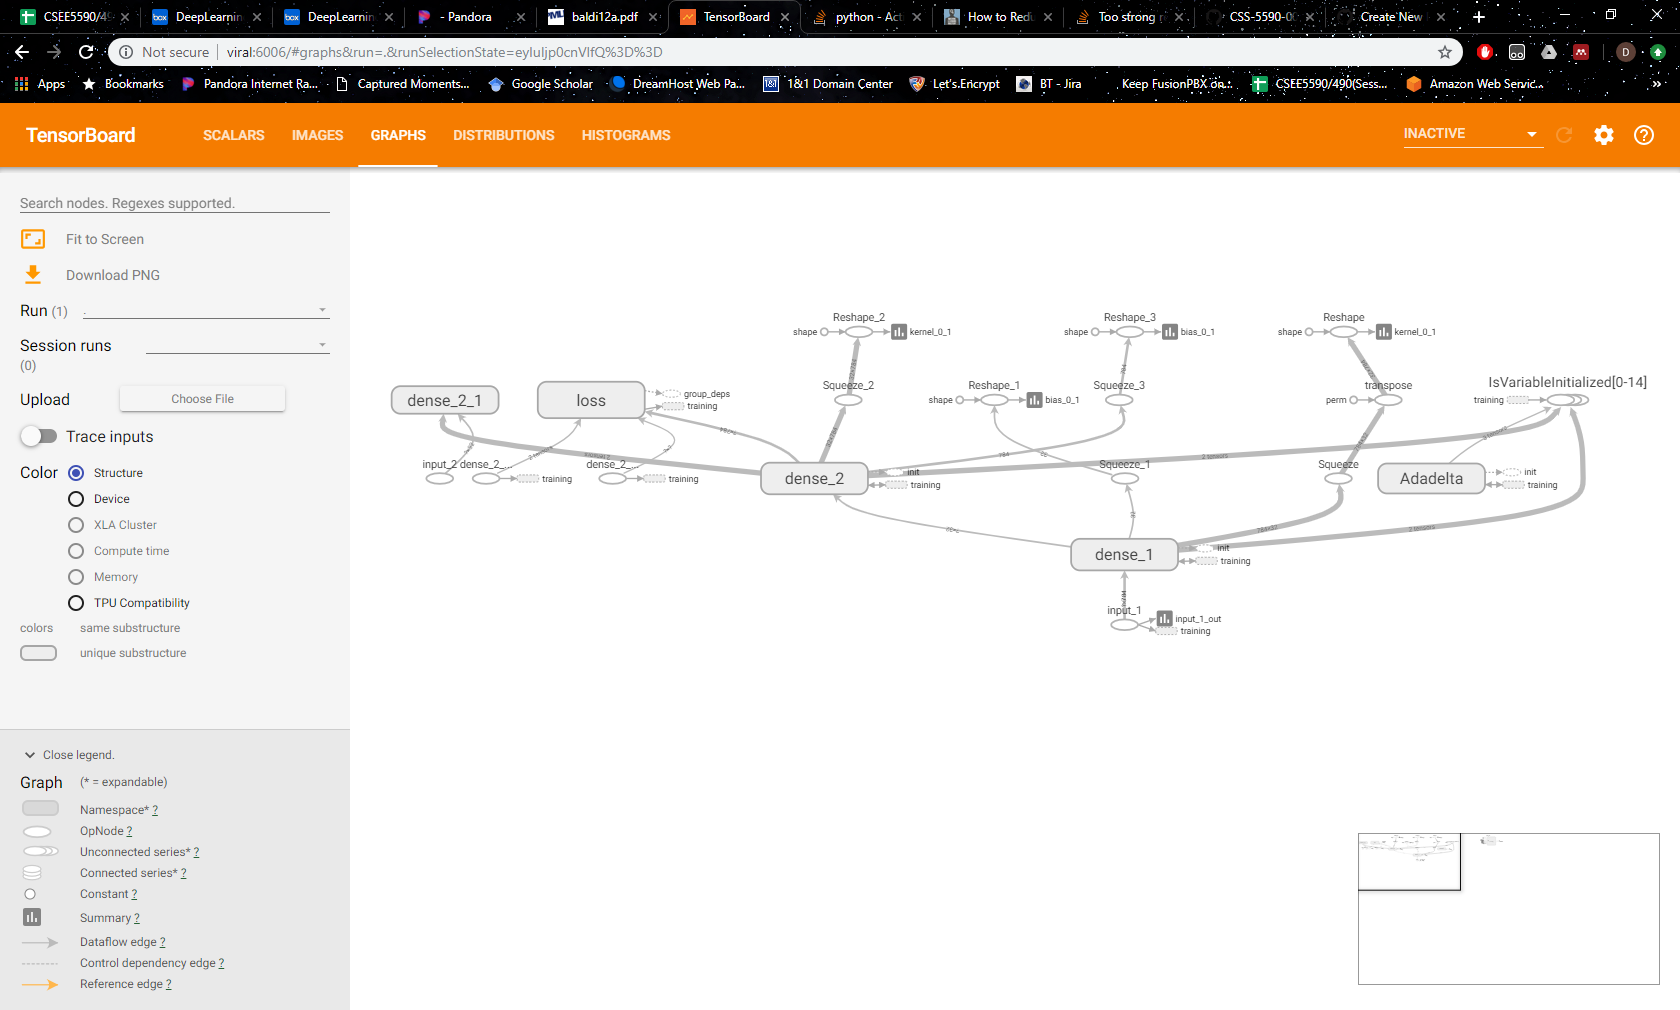 CSEE5590/49
DeepLearnin
DeepLearnin
- Pandora
baldi12a.pdf
TensorBoard
python - Act
How to Redu
Too strong r
CSS-5590-0
Create New
Not secure | viral:6006/#graphs&run=.&runSelectionState=eyIuIjp0cnVlfQ%3D%3D
Apps
Bookmarks
Pandora Internet Ra...
Captured Moments...
Google Scholar
DreamHost Web Pa...
1&1 Domain Center
Let's Encrypt
BT - Jira
Keep FusionPBX on...
CSEE5590/490(Sess...
Amazon Web Servic...
TensorBoard
SCALARS
IMAGES
GRAPHS
DISTRIBUTIONS
HISTOGRAMS
INACTIVE
Search nodes. Regexes supported.
Fit to Screen
Download PNG
Run (1) .
Session runs
(0)
Upload
Choose File
Trace inputs
Color
Structure
Device
XLA Cluster
Compute time
Memory
TPU Compatibility
colors same substructure
unique substructure
Close legend.
Graph (* = expandable)
Namespace* ?
OpNode ?
Unconnected series* ?
Connected series* ?
Constant ?
Summary ?
Dataflow edge ?
Control dependency edge ?
Reference edge ?
Reshape_2
shape
kernel_0_1
Reshape_3
shape
bias_0_1
Reshape
shape
kernel_0_1
dense_2_1
loss
group_deps
training
Squeeze_2
Reshape_1
shape
bias_0_1
Squeeze_3
transpose
perm
IsVariableInitialized[0-14]
training
input_2
dense_2_...
training
dense_2_...
training
dense_2
init
training
Squeeze_1
Squeeze
Adadelta
init
training
dense_1
init
training
input_1
input_1_out
training